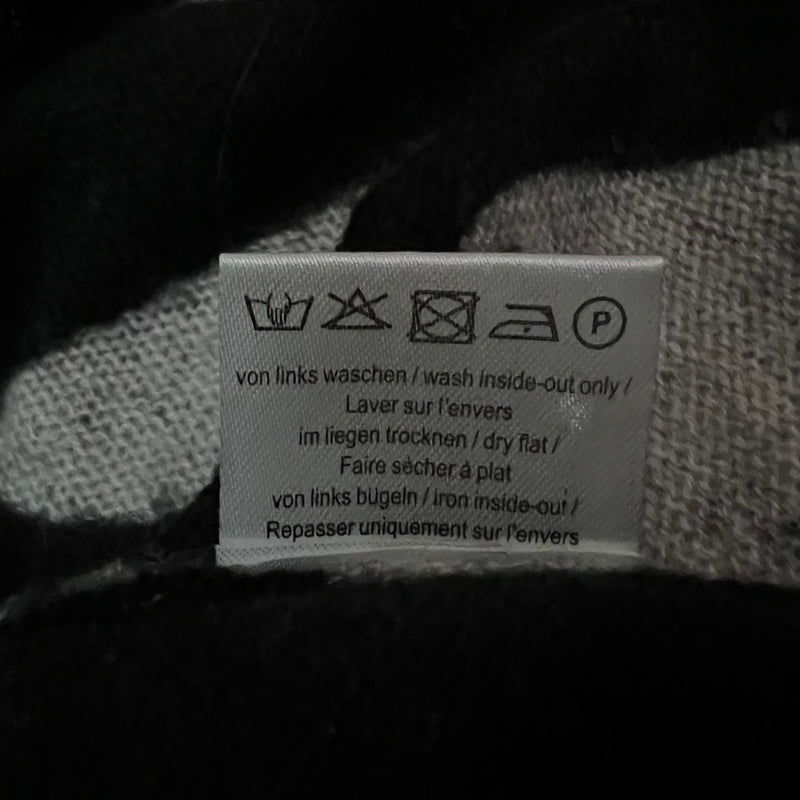 P
von links waschen / wash inside-out only /
Laver sur l'envers
im liegen trocknen / dry flat /
Faire sècher à plat
von links bügeln / iron inside-out /
Repasser uniquement sur l'envers